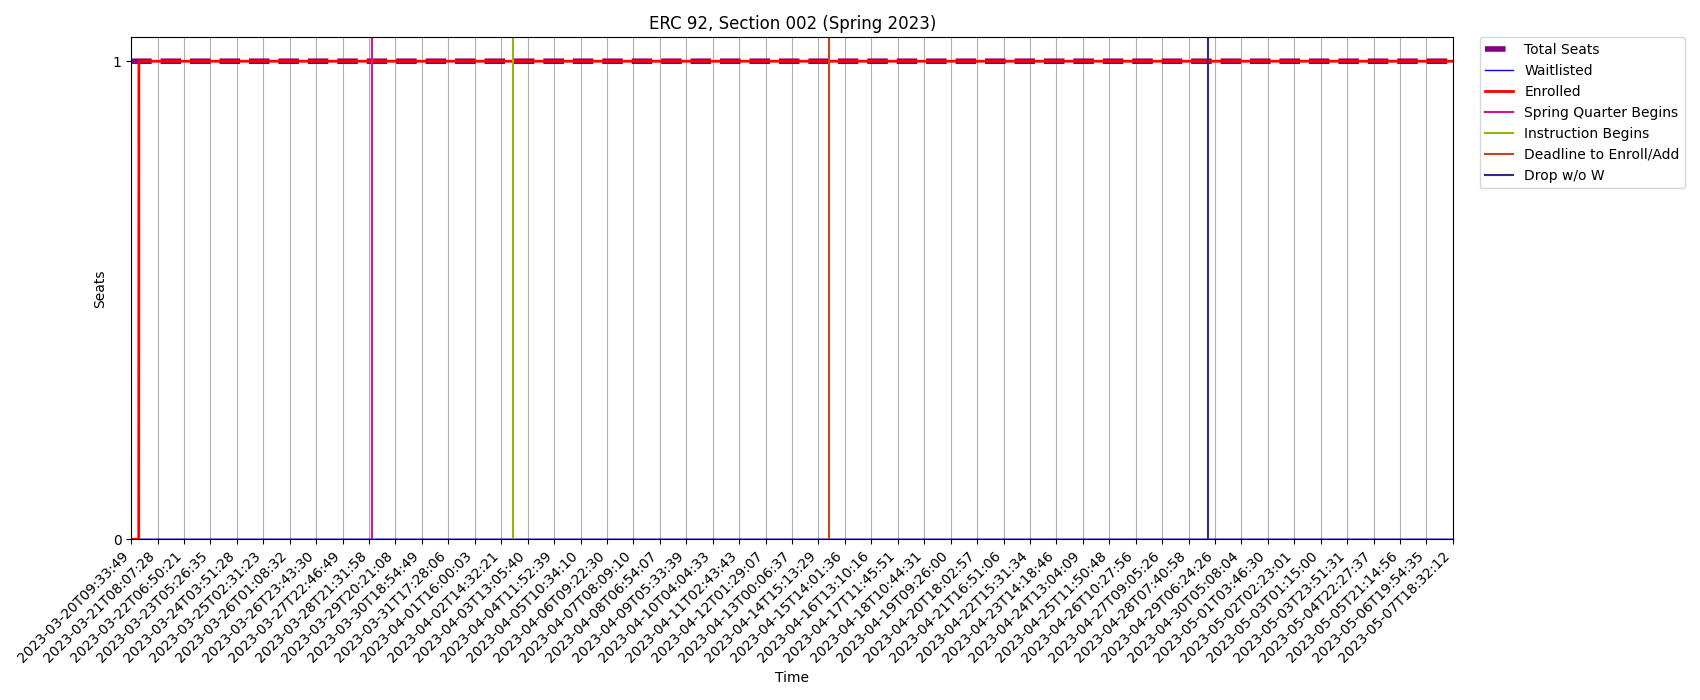 ERC 92, Section 002 (Spring 2023)
Total Seats
Waitlisted
Enrolled
Spring Quarter Begins
Instruction Begins
Deadline to Enroll/Add
Drop w/o W
1
0
Seats
2023-03-20T09:33:49
2023-03-21T08:07:28
2023-03-22T06:50:21
2023-03-23T05:26:35
2023-03-24T03:51:28
2023-03-25T02:31:23
2023-03-26T01:08:32
2023-03-26T23:43:30
2023-03-27T22:46:49
2023-03-28T21:31:58
2023-03-29T20:21:08
2023-03-30T18:54:49
2023-03-31T17:28:06
2023-04-01T16:00:03
2023-04-02T14:32:21
2023-04-03T13:05:40
2023-04-04T11:52:39
2023-04-05T10:34:10
2023-04-06T09:22:30
2023-04-07T08:09:10
2023-04-08T06:54:07
2023-04-09T05:33:39
2023-04-10T04:04:33
2023-04-11T02:43:43
2023-04-12T01:29:07
2023-04-13T00:06:37
2023-04-14T15:13:29
2023-04-15T14:01:36
2023-04-16T13:10:16
2023-04-17T11:45:51
2023-04-18T10:44:31
2023-04-19T09:26:00
2023-04-20T18:02:57
2023-04-21T16:51:06
2023-04-22T15:31:34
2023-04-23T14:18:46
2023-04-24T13:04:09
2023-04-25T11:50:48
2023-04-26T10:27:56
2023-04-27T09:05:26
2023-04-28T07:40:58
2023-04-29T06:24:26
2023-04-30T05:08:04
2023-05-01T03:46:30
2023-05-02T02:23:01
2023-05-03T01:15:00
2023-05-03T23:51:31
2023-05-04T22:27:37
2023-05-05T21:14:56
2023-05-06T19:54:35
2023-05-07T18:32:12
Time